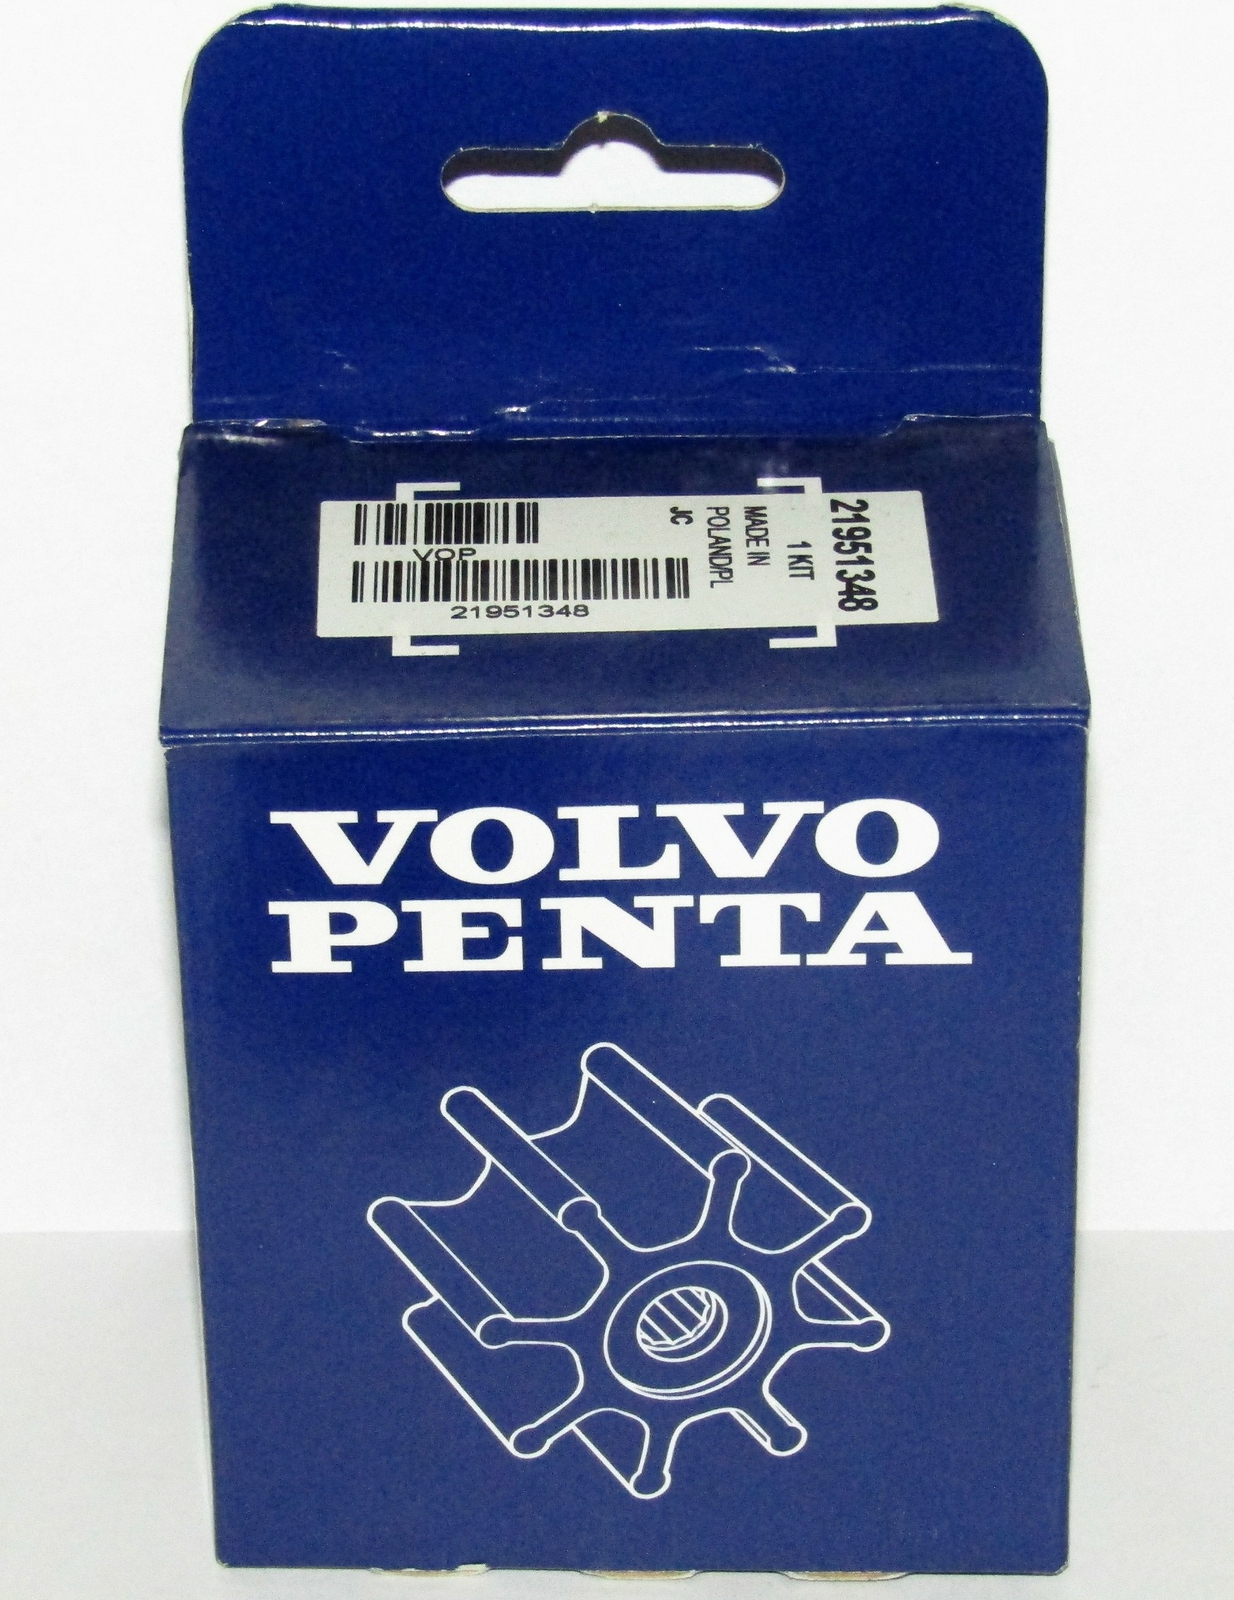 VOP
21951348
21951348
1 KIT
MADE IN
POLAND/PL
JC
VOLVO
PENTA